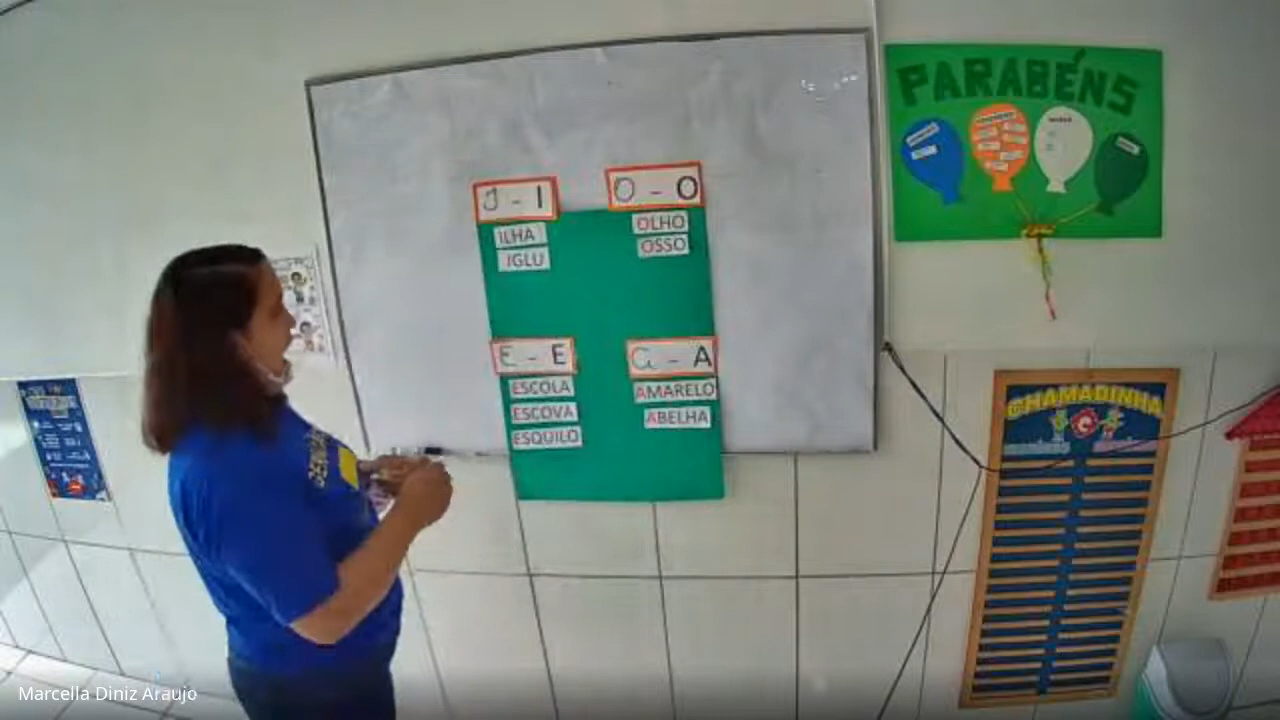 PARABÉNS
I - I
ILHA
IGLU
O - O
OLHO
OSSO
E - E
ESCOLA
ESCOVA
ESQUILO
a - A
AMARELO
ABELHA
CHAMADINHA
Marcella Diniz Araujo